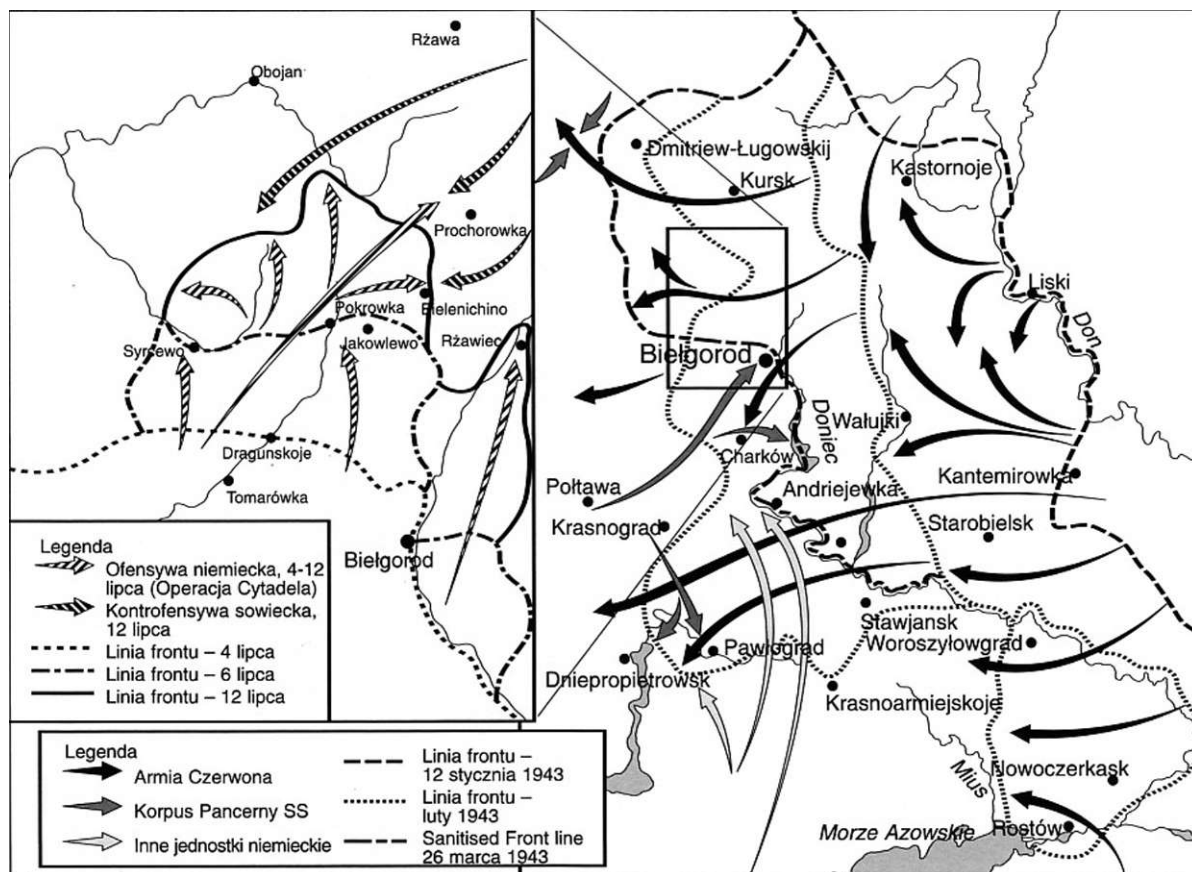 Rżawa
Obojan
Prochorowka
Pokrowka
Bielenichino
Syrcewo
Jakowlewo
Rżawiec
Dragunskoje
Tomarówka
Biełgorod
Legenda
Ofensywa niemiecka, 4-12
lipca (Operacja Cytadela)
Kontrofensywa sowiecka,
12 lipca
Linia frontu – 4 lipca
Linia frontu – 6 lipca
Linia frontu – 12 lipca
Dmitriew-Ługowskij
Kursk
Kastornoje
Liski
Don
Biełgorod
Doniec
Wałujki
Charków
Kantemirowka
Połtawa
Andriejewka
Krasnograd
Starobielsk
Sławjansk
Woroszyłowgrad
Pawłograd
Dniepropietrowsk
Krasnoarmiejskoje
Mius
Nowoczerkask
Morze Azowskie
Rostów
Legenda
Armia Czerwona
Korpus Pancerny SS
Inne jednostki niemieckie
Linia frontu –
12 stycznia 1943
Linia frontu –
luty 1943
Sanitised Front line
26 marca 1943